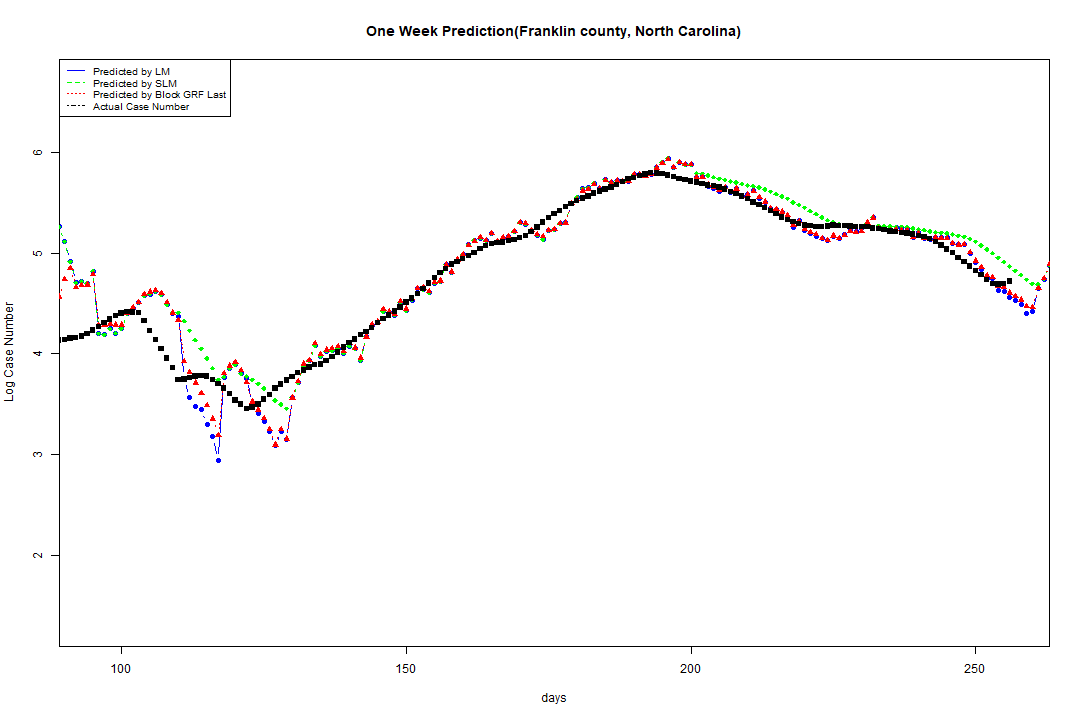 One Week Prediction(Franklin county, North Carolina)
Predicted by LM
Predicted by SLM
Predicted by Block GRF Last
Actual Case Number
6
5
4
3
2
Log Case Number
100 150 200 250
days